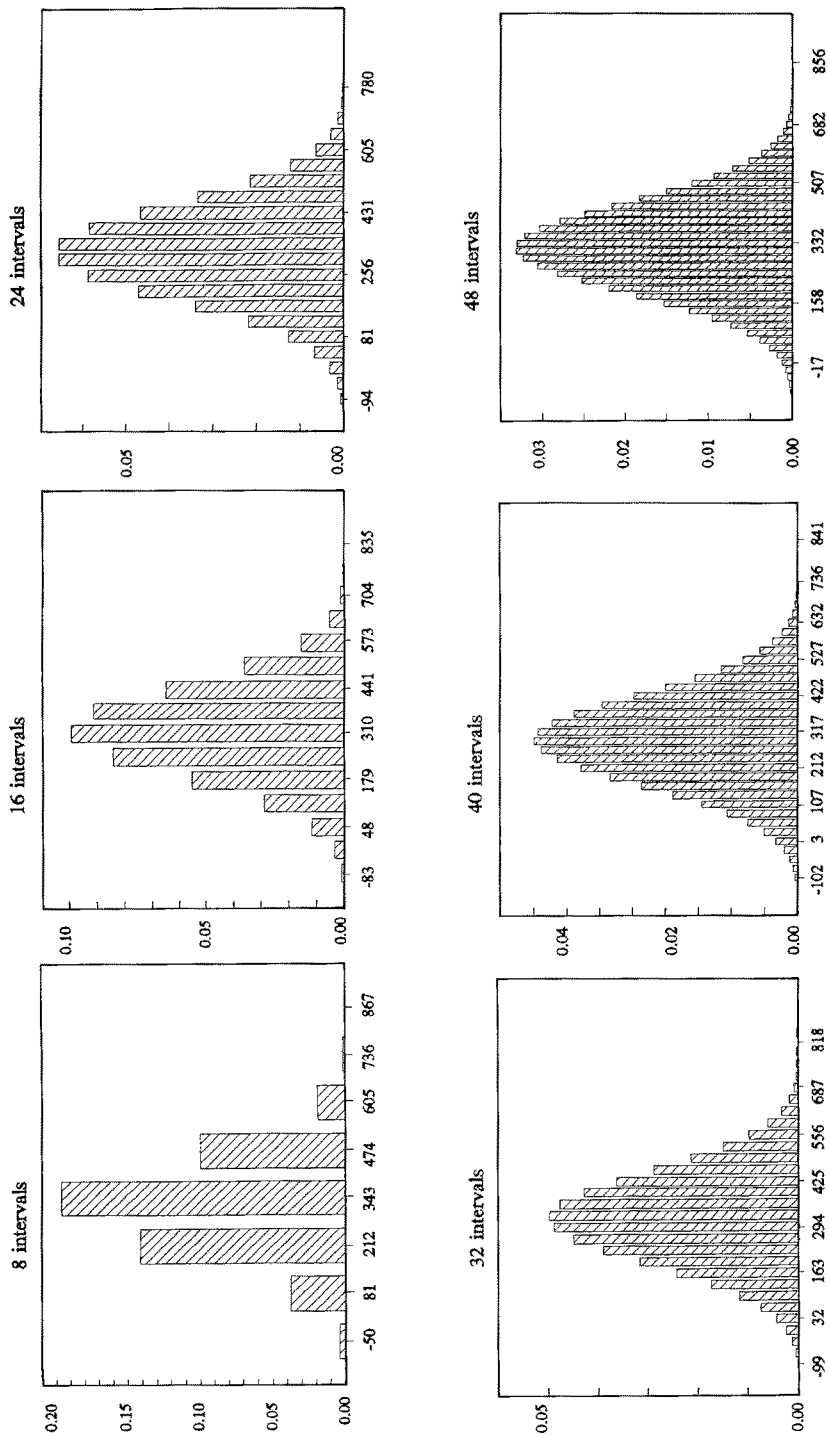 8 intervals
0.20
0.15
0.10
0.05
0.00
-50 81 212 343 474 605 736 867
16 intervals
0.10
0.05
0.00
-83 48 179 310 441 573 704 835
24 intervals
0.05
0.00
-94 81 256 431 605 780
32 intervals
0.05
0.00
-99 32 163 294 425 556 687 818
40 intervals
0.04
0.02
0.00
-102 3 107 212 317 422 527 632 736 841
48 intervals
0.03
0.02
0.01
0.00
-17 158 332 507 682 856